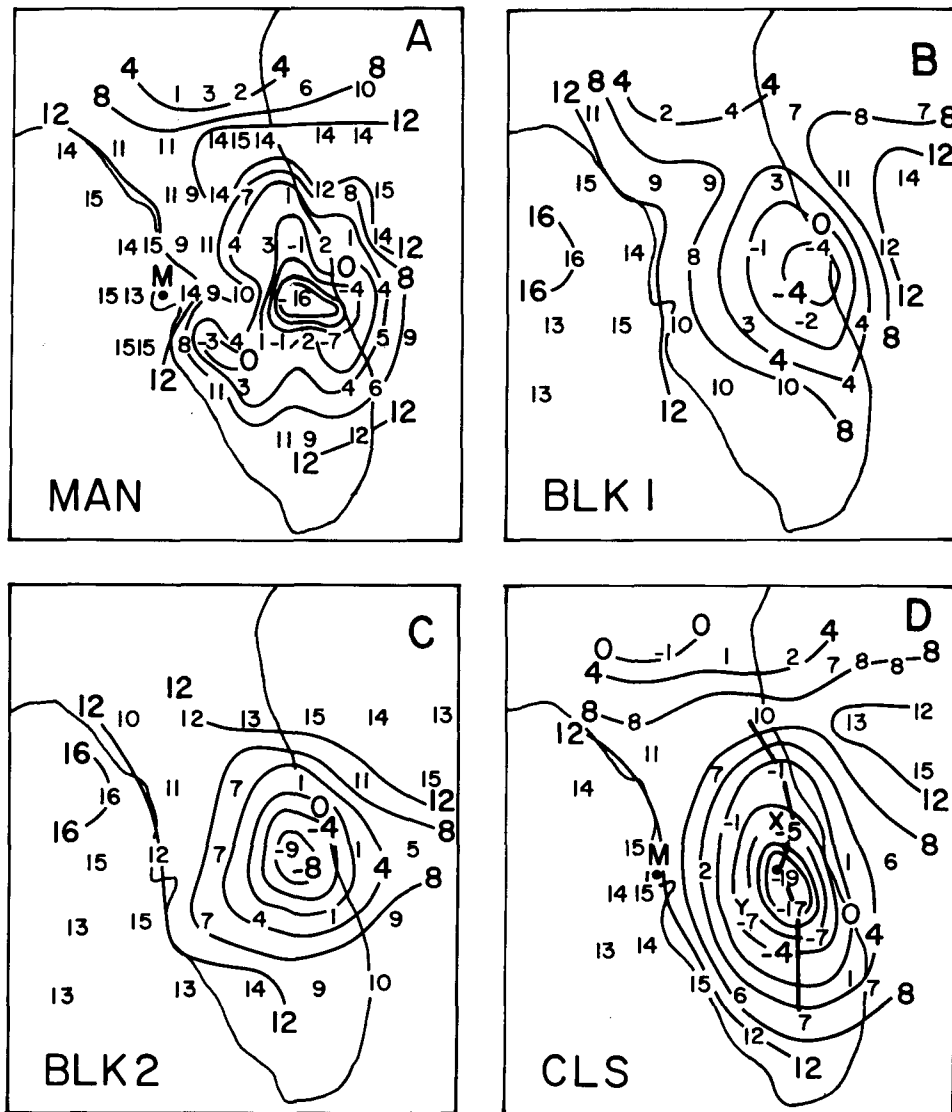 A
4 4 8
1 3 2 6 10
8
12 12
14 11 11 14 15 14 14 14
15 11 9 14 7 1 12 8 15
14 15 9 11 4 3 -1 2 1 14 12
M 0 8
15 13 14 9 10 -16 -4 4
15 15 8 -3 4 1 -1 2 -7 5 9
12 0
11 3 4 6
12
11 9 12
12
MAN
B
12 8 4 4
11 2 4 7 8 7 8
12
15 9 9 3 11 14
16 0
16 14 8 -1 -4 12
16 -4 12
13 15 10 3 -2 4 8
4
13 12 10 10 4
8
BLK 1
C
12 12
10 12 13 15 14 13
16
16 11 7 1 11 15
16 0 12
-4 8
15 12 7 -9 1 5
-8 4 8
13 15 7 4 1 9
13 13 14 9 10
12
BLK2
D
0 0 4
-1 1 2 7 8 8 8
4
8 8 10 13 12
12
11
14 7 -1 15
12
X
15 -1 -5 8
M
2 1 6
14 15 -19
Y -17 0
13 14 -7 -7 4
-4
15 6 1 7 8
7
12 12
CLS